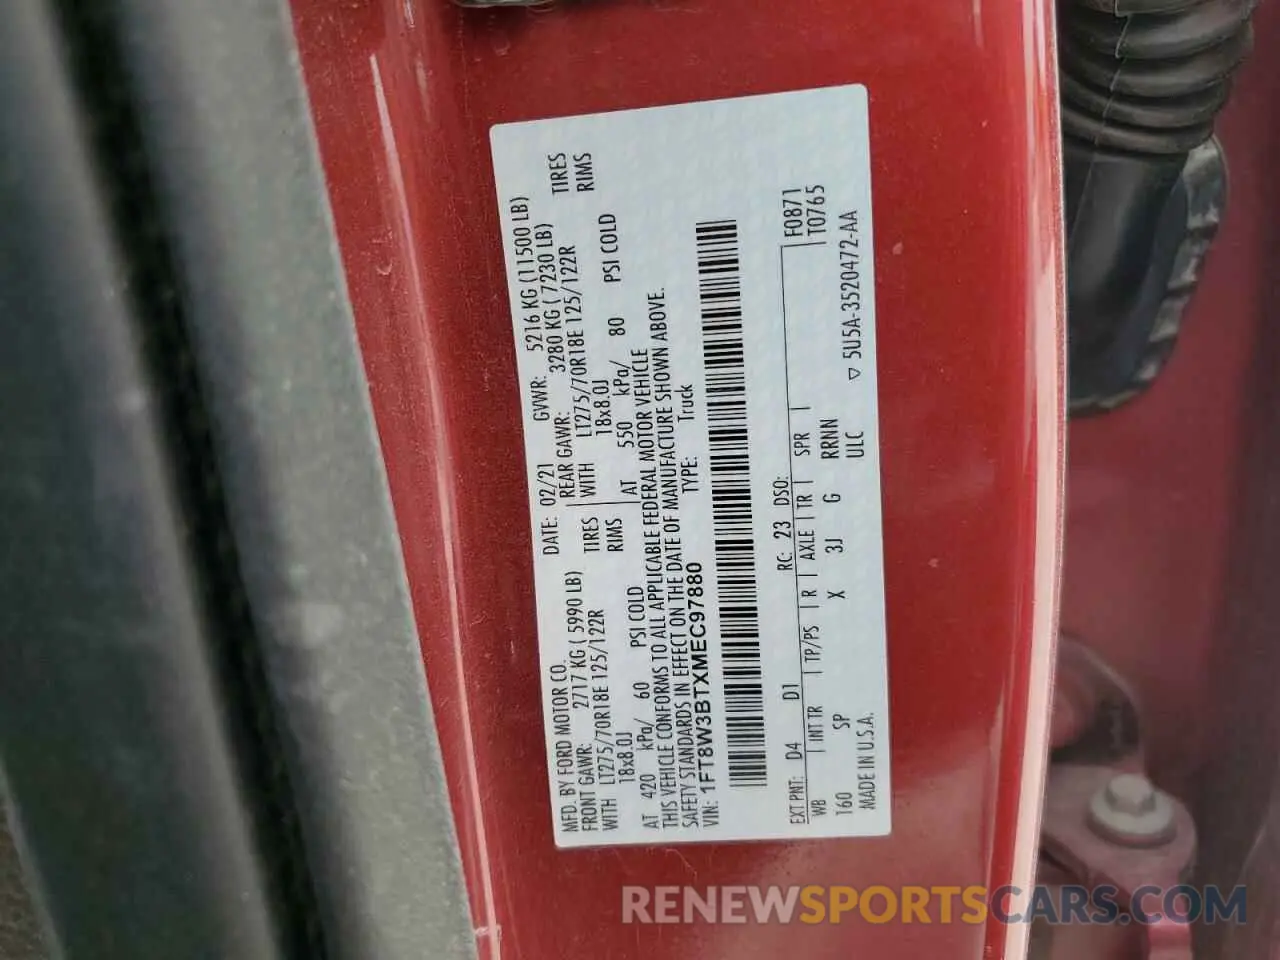 MFD. BY FORD MOTOR CO.
DATE: 02/21 GVWR: 5216 KG (11500 LB)
FRONT GAWR: 2717 KG ( 5990 LB) REAR GAWR: 3280 KG ( 7230 LB)
WITH LT275/70R18E 125/122R TIRES WITH LT275/70R18E 125/122R TIRES
18x8.0J RIMS 18x8.0J RIMS
AT 420 kPa/ 60 PSI COLD AT 550 kPa/ 80 PSI COLD
THIS VEHICLE CONFORMS TO ALL APPLICABLE FEDERAL MOTOR VEHICLE
SAFETY STANDARDS IN EFFECT ON THE DATE OF MANUFACTURE SHOWN ABOVE.
VIN: 1FT8W3BTXMEC97880 TYPE: Truck
EXT PNT: D4 D1 RC: 23 DSO: F0871
WB INT TR TP/PS R AXLE TR SPR T0765
160 SP X 3J G RRNN
MADE IN U.S.A. ULC ▽ 5U5A-3520472-AA
RENEWSPORTSCARS.COM